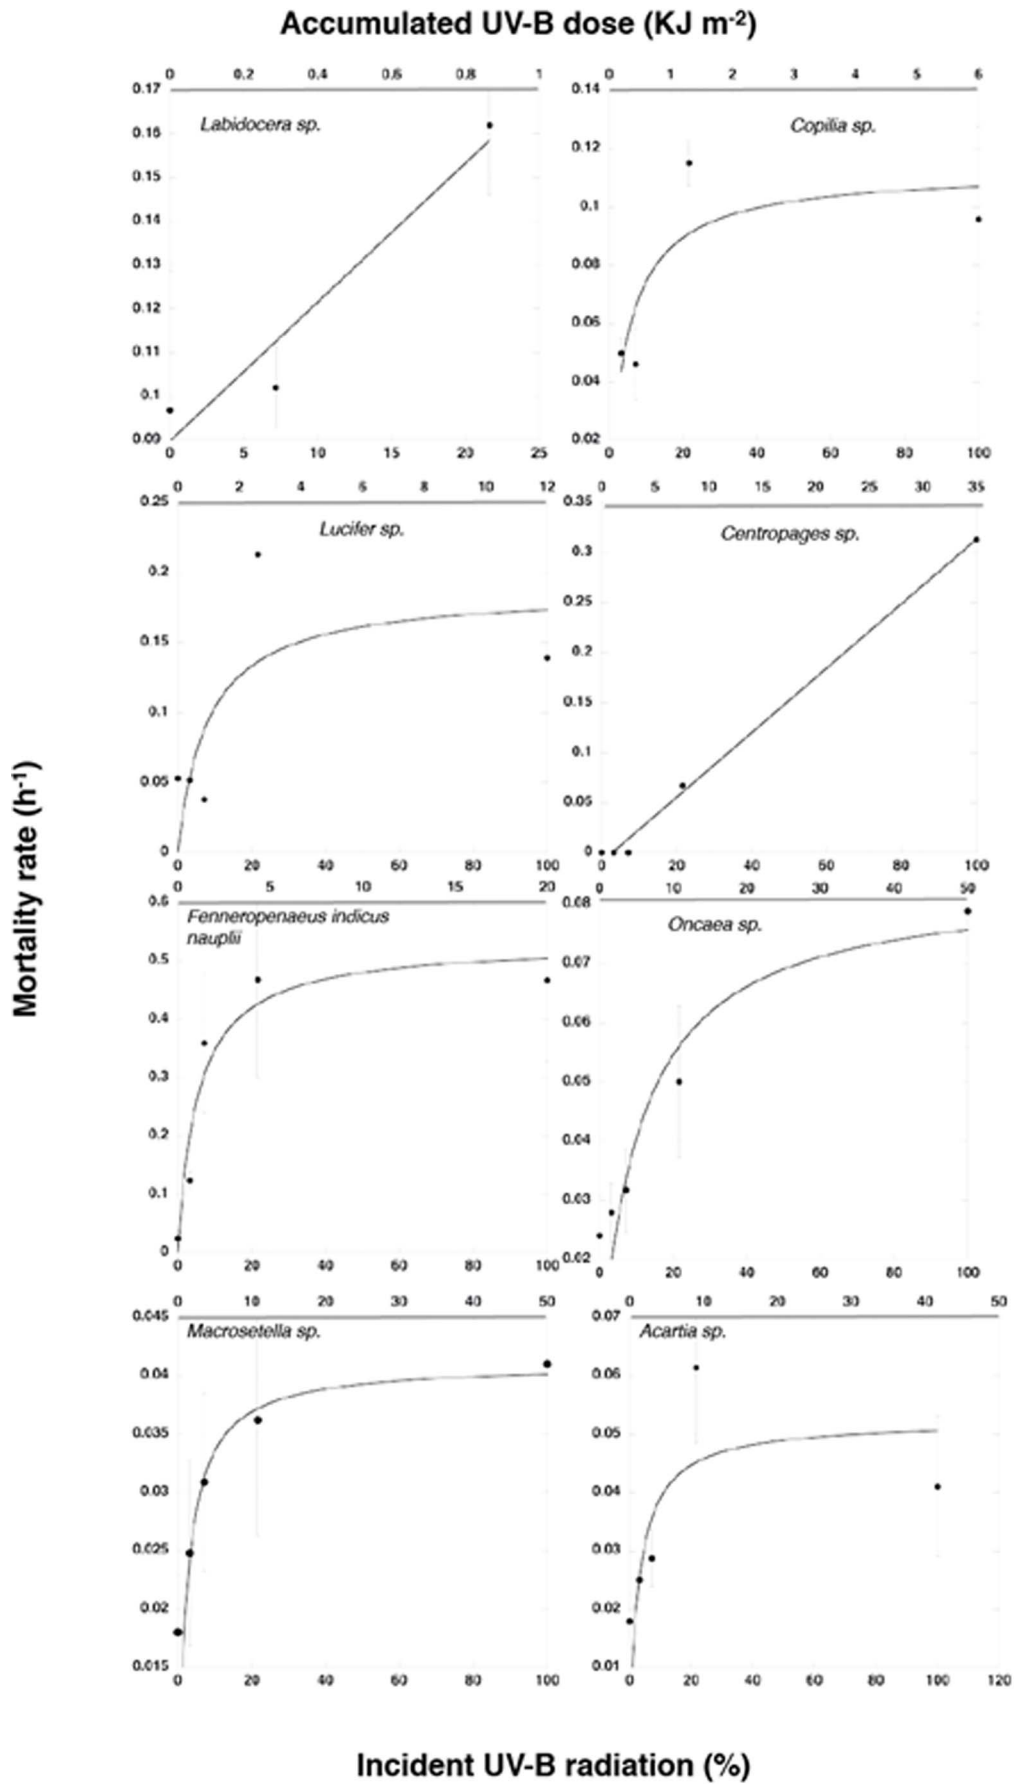 Accumulated UV-B dose (KJ m-2)
0 0.2 0.4 0.6 0.8 1
0 1 2 3 4 5 6
0.17
Labidocera sp.
0.16
0.15
0.14
0.13
0.12
0.11
0.1
0.09
0 5 10 15 20 25
0.14
Copilia sp.
0.12
0.1
0.08
0.06
0.04
0.02
0 20 40 60 80 100
0 2 4 6 8 10 12
0.25
Lucifer sp.
0.2
0.15
0.1
0.05
0
0 20 40 60 80 100
0 5 10 15 20 25 30 35
0.35
Centropages sp.
0.3
0.25
0.2
0.15
0.1
0.05
0
0 20 40 60 80 100
Mortality rate (h-1)
0 5 10 15 20
0.6
Fenneropenaeus indicus
nauplii
0.5
0.4
0.3
0.2
0.1
0
0 20 40 60 80 100
0 10 20 30 40 50
0.08
Oncaea sp.
0.07
0.06
0.05
0.04
0.03
0.02
0 20 40 60 80 100
0 10 20 30 40 50
0.045
Macrosetella sp.
0.04
0.035
0.03
0.025
0.02
0.015
0 20 40 60 80 100
0 10 20 30 40 50
0.07
Acartia sp.
0.06
0.05
0.04
0.03
0.02
0.01
0 20 40 60 80 100 120
Incident UV-B radiation (%)